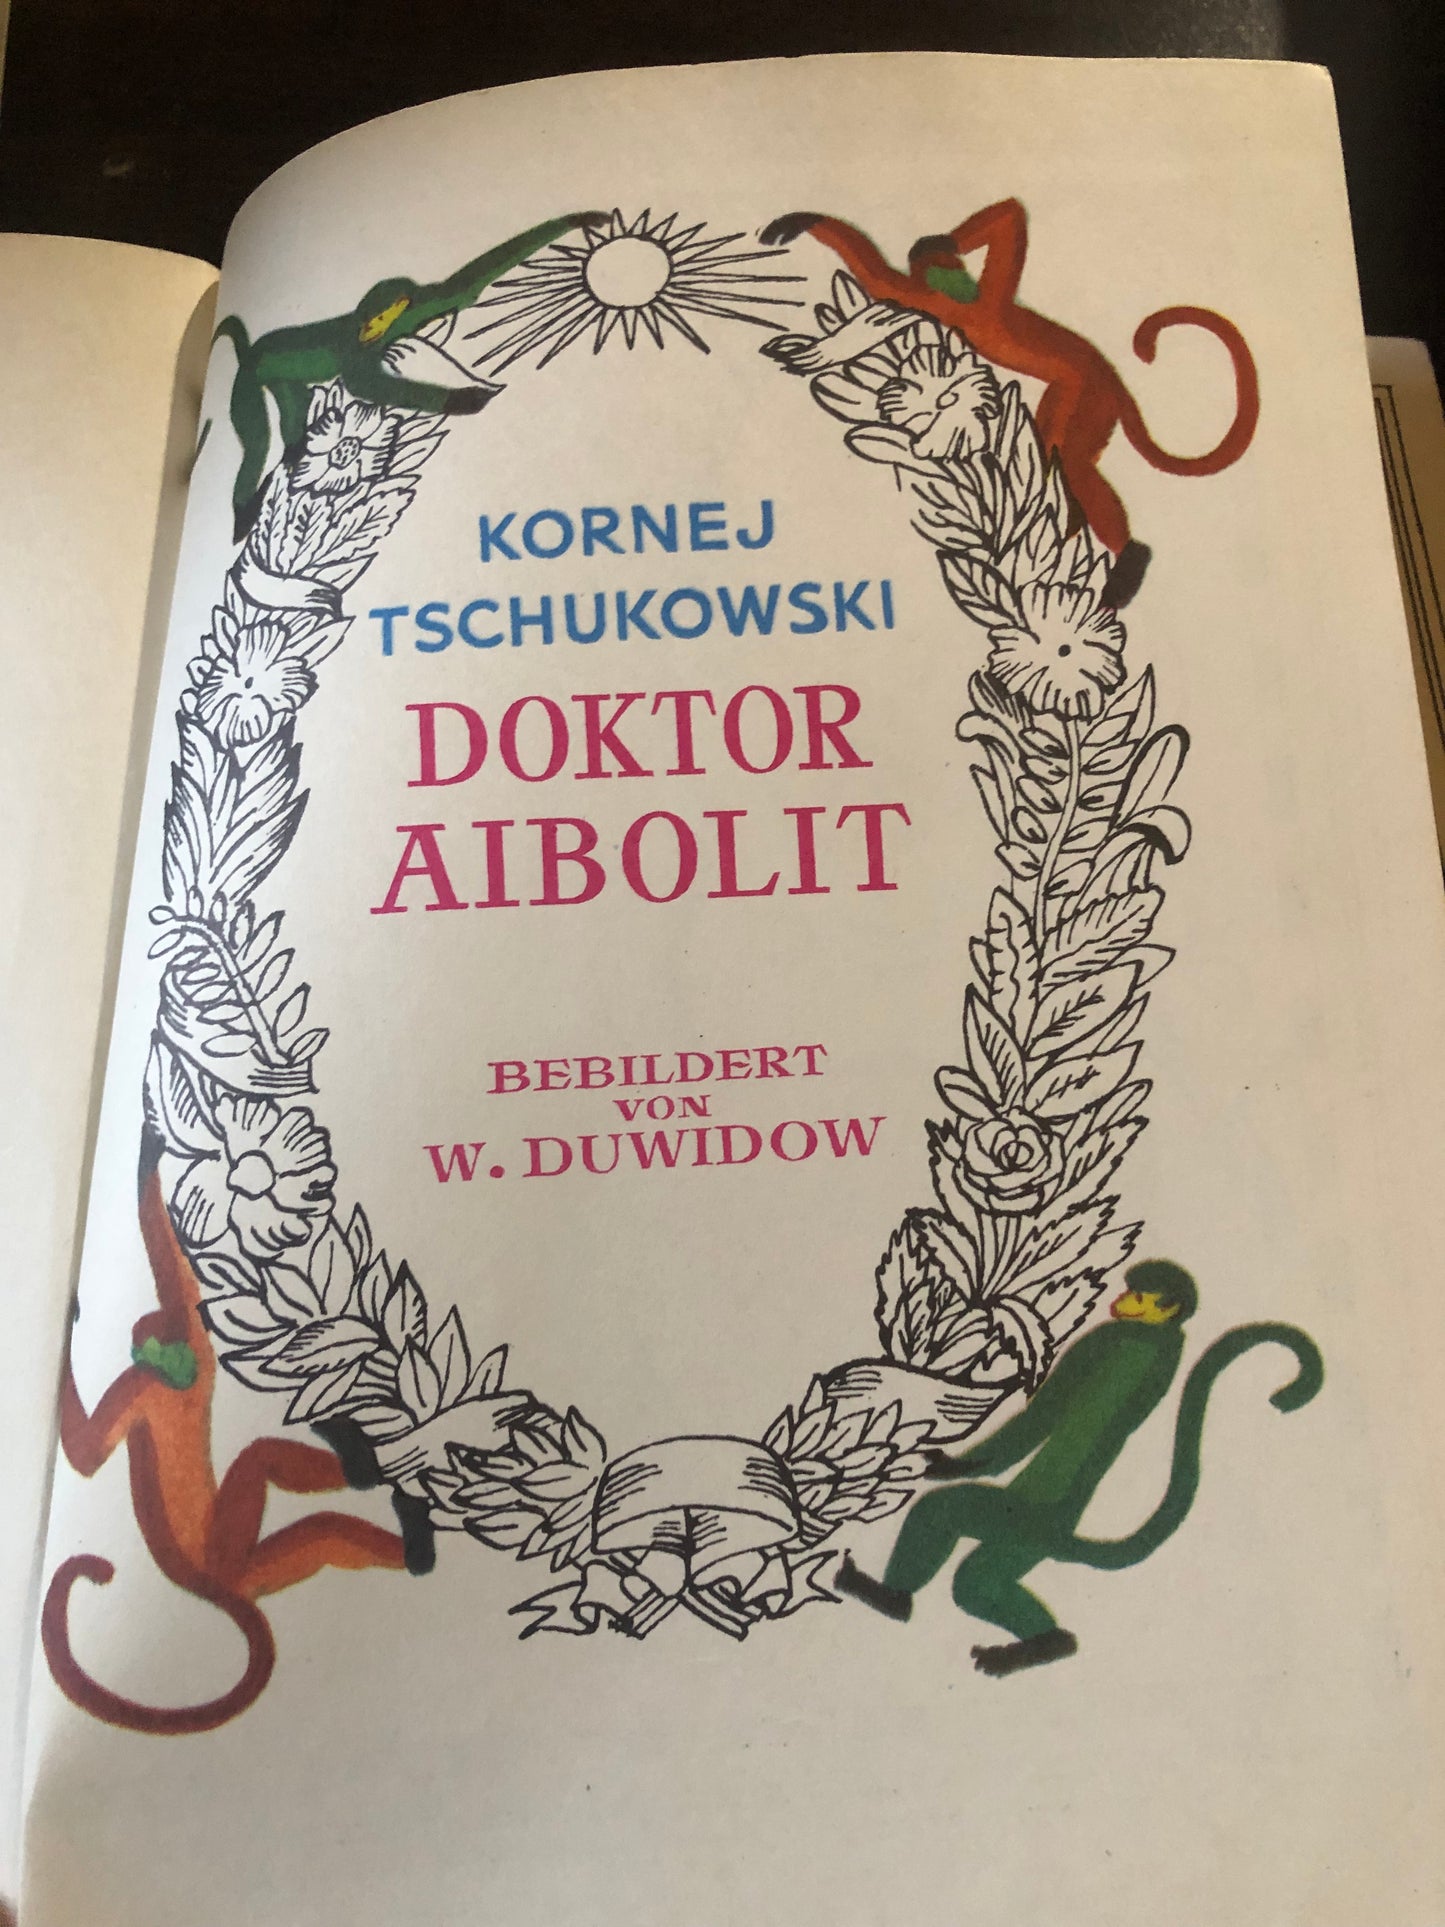 KORNEJ
TSCHUKOWSKI
DOKTOR
AIBOLIT
BEBILDERT
VON
W. DUWIDOW